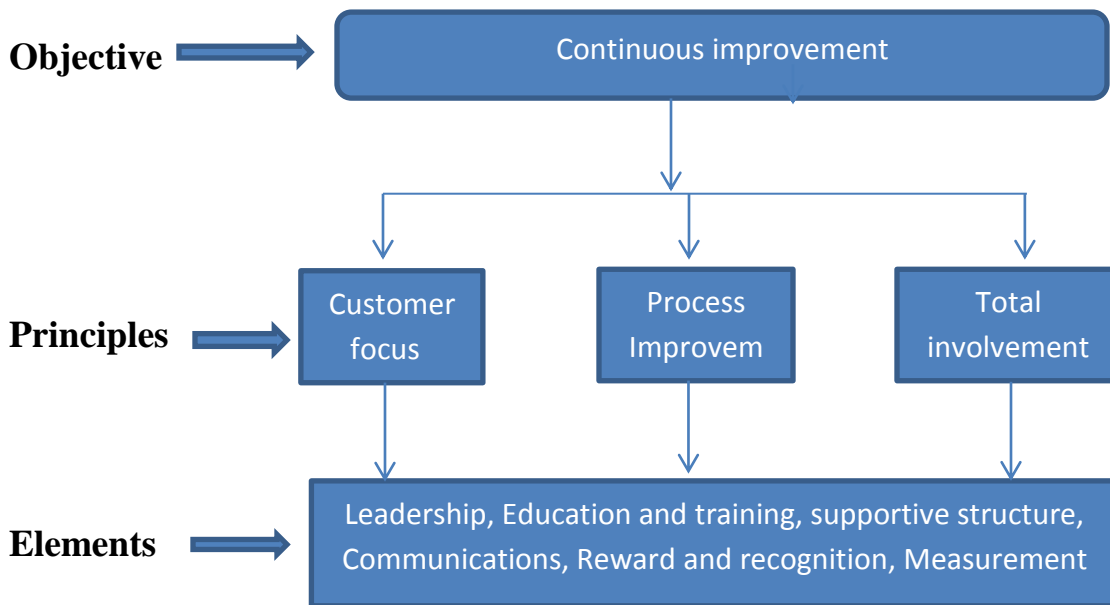 Objective
Continuous improvement
Principles
Customer
focus
Process
Improvem
Total
involvement
Elements
Leadership, Education and training, supportive structure,
Communications, Reward and recognition, Measurement